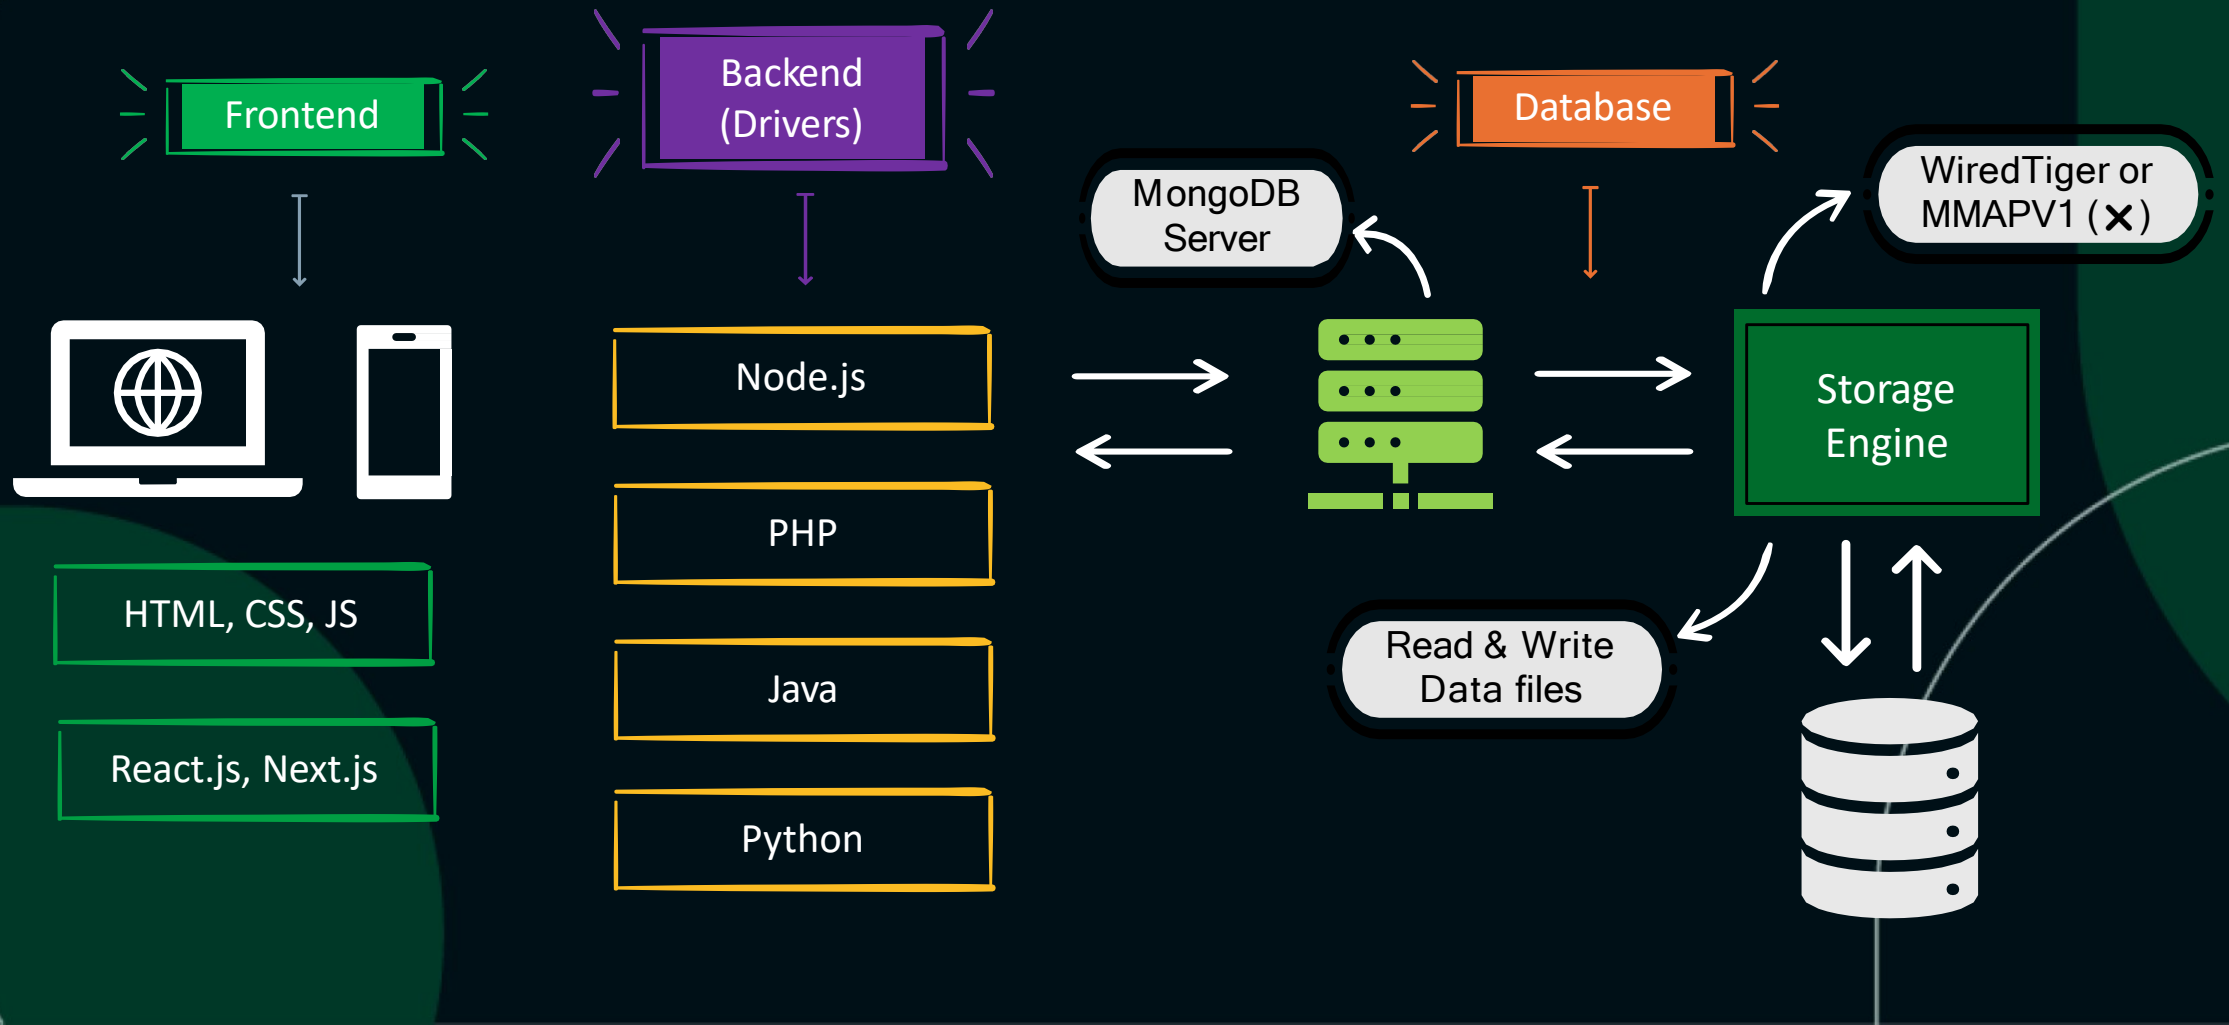 Frontend
Backend
(Drivers)
Database
MongoDB
Server
WiredTiger or
MMAPV1 (✕)
Node.js
PHP
Java
Python
HTML, CSS, JS
React.js, Next.js
Storage
Engine
Read & Write
Data files